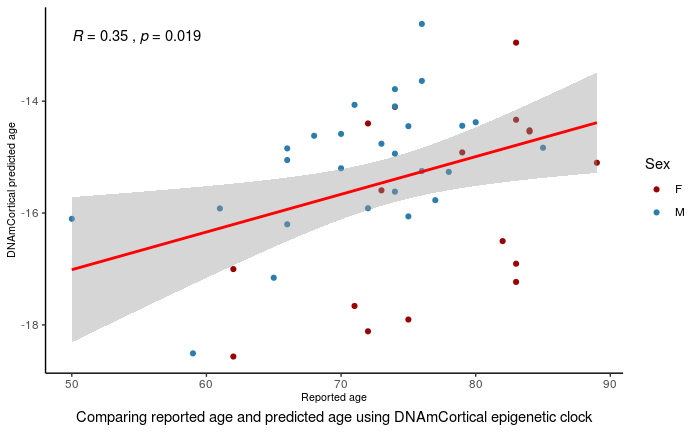 R = 0.35 , p = 0.019
DNAmCortical predicted age
-14
-16
-18
50 60 70 80 90
Reported age
Sex
F
M
Comparing reported age and predicted age using DNAmCortical epigenetic clock